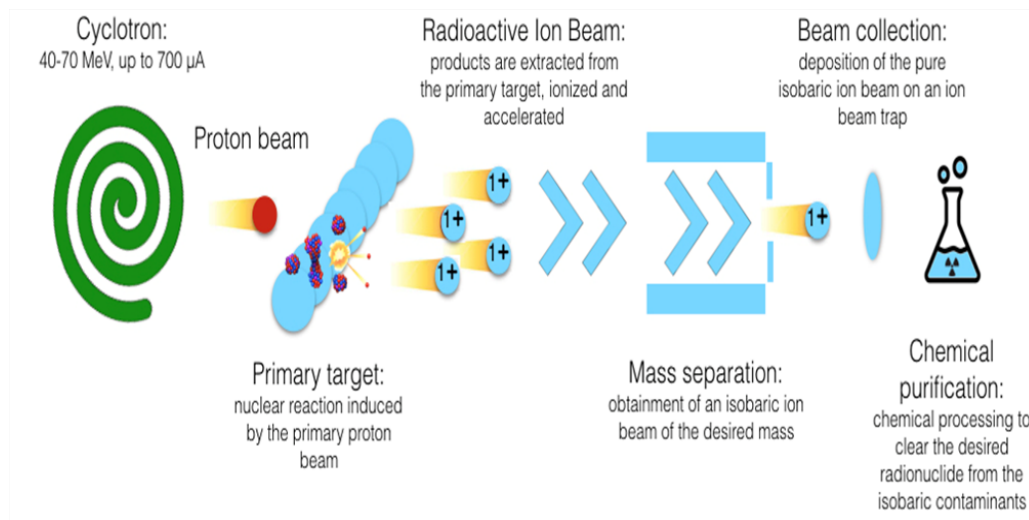 Cyclotron:
40-70 MeV, up to 700 µA
Proton beam
Primary target:
nuclear reaction induced
by the primary proton
beam
Radioactive Ion Beam:
products are extracted from
the primary target, ionized and
accelerated
1+
1+
1+
1+
Mass separation:
obtainment of an isobaric ion
beam of the desired mass
1+
Beam collection:
deposition of the pure
isobaric ion beam on an ion
beam trap
Chemical
purification:
chemical processing to
clear the desired
radionuclide from the
isobaric contaminants